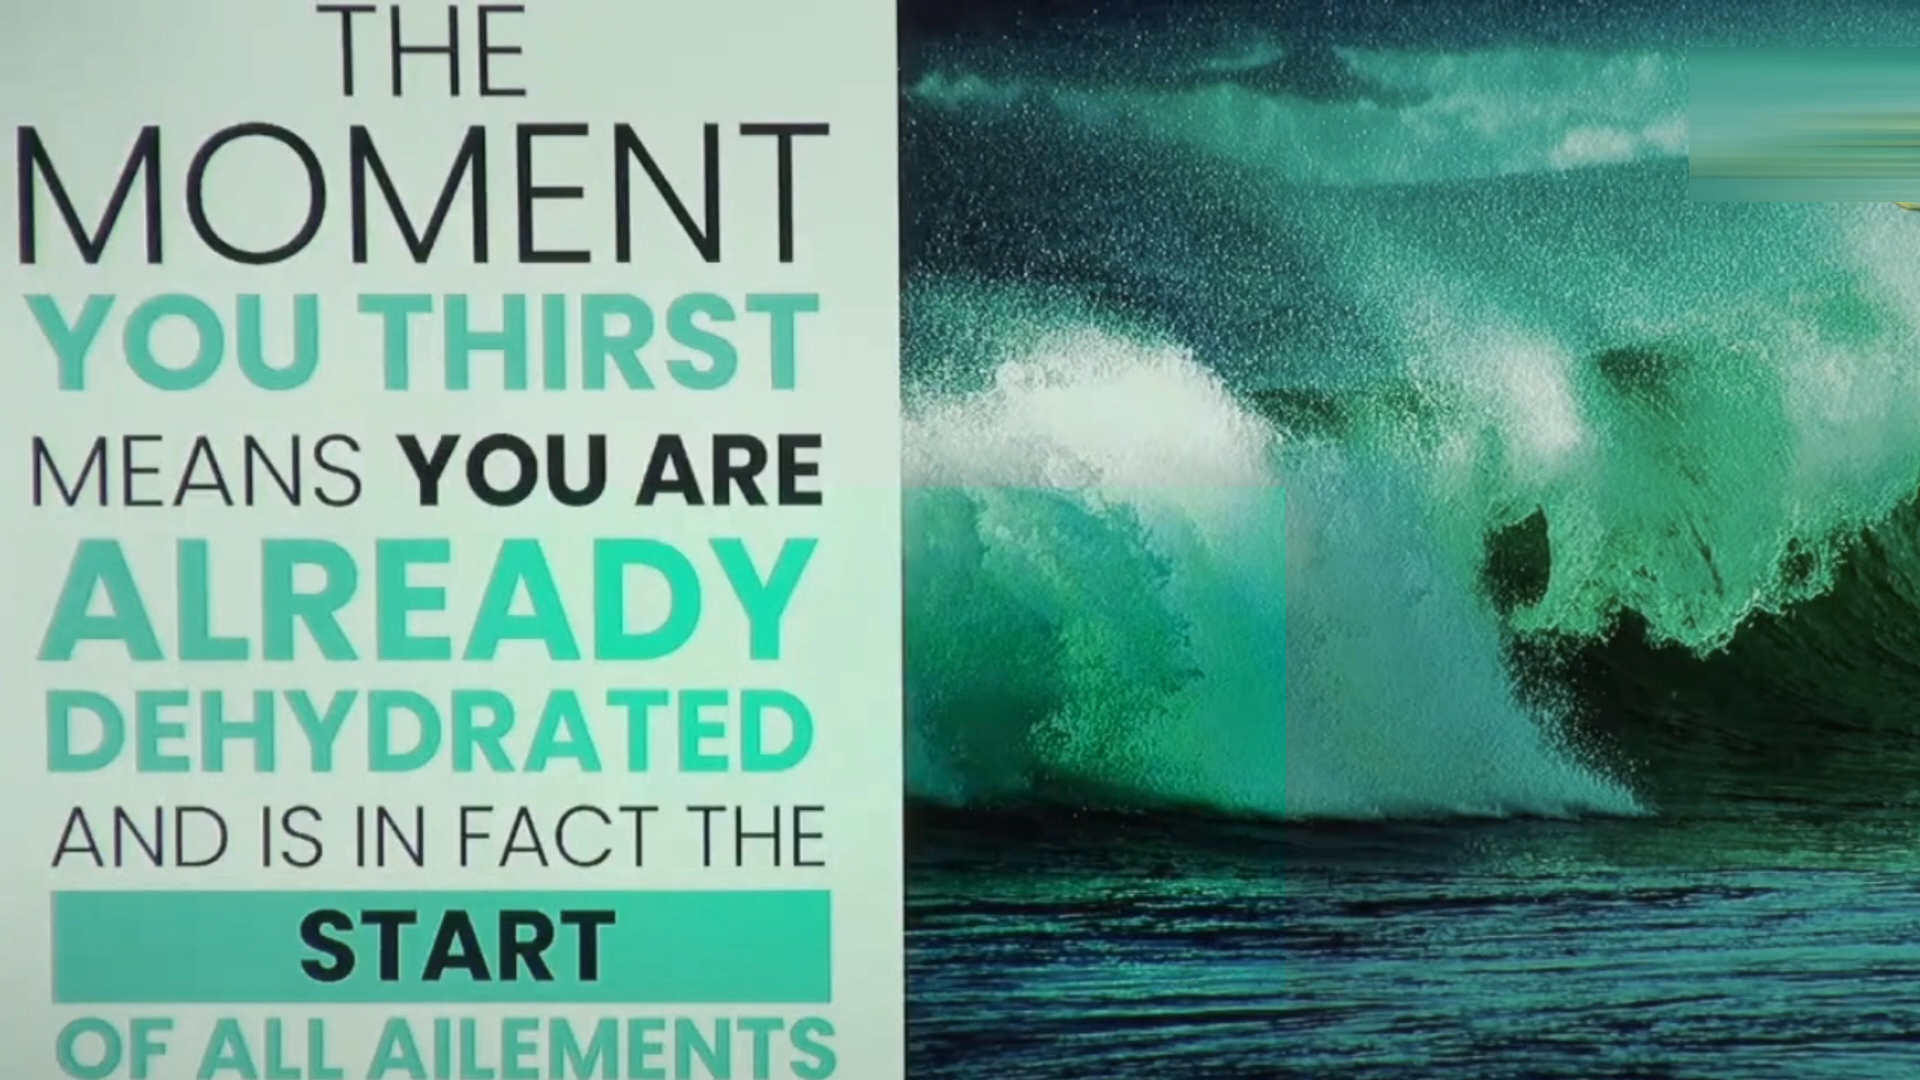 THE
MOMENT
YOU THIRST
MEANS YOU ARE
ALREADY
DEHYDRATED
AND IS IN FACT THE
START
OF ALL AILEMENTS